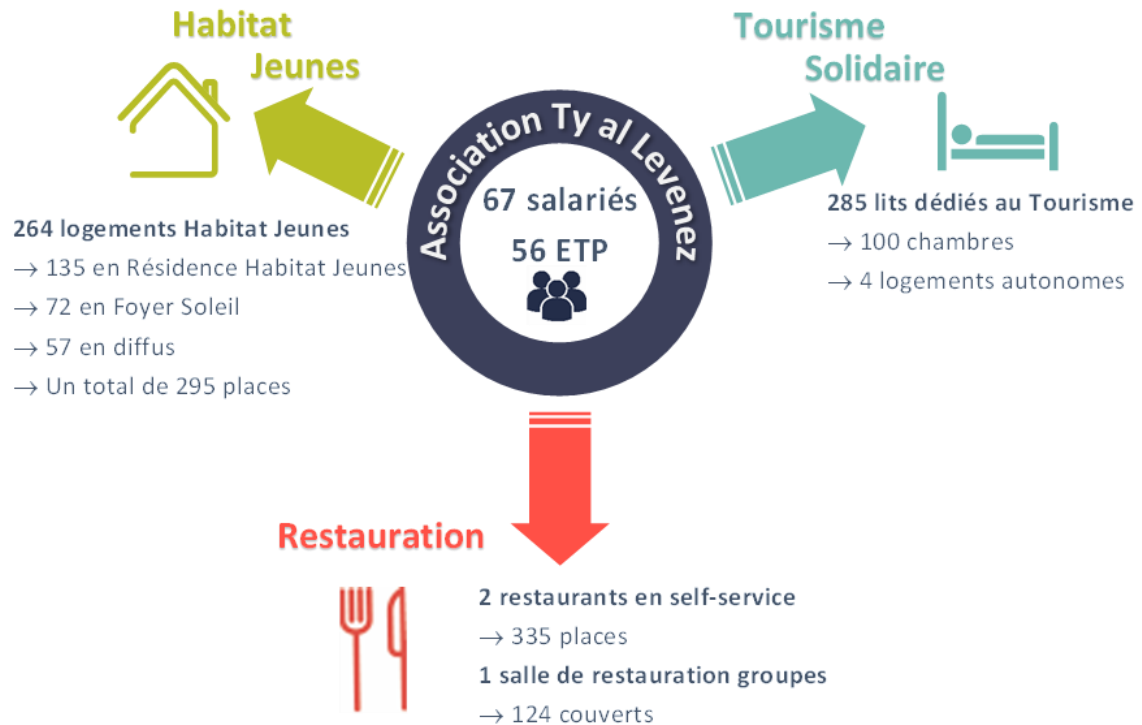 Habitat
Jeunes
Tourisme
Solidaire
Association Ty al Levenez
67 salariés
56 ETP
264 logements Habitat Jeunes
→ 135 en Résidence Habitat Jeunes
→ 72 en Foyer Soleil
→ 57 en diffus
→ Un total de 295 places
285 lits dédiés au Tourisme
→ 100 chambres
→ 4 logements autonomes
Restauration
2 restaurants en self-service
→ 335 places
1 salle de restauration groupes
→ 124 couverts